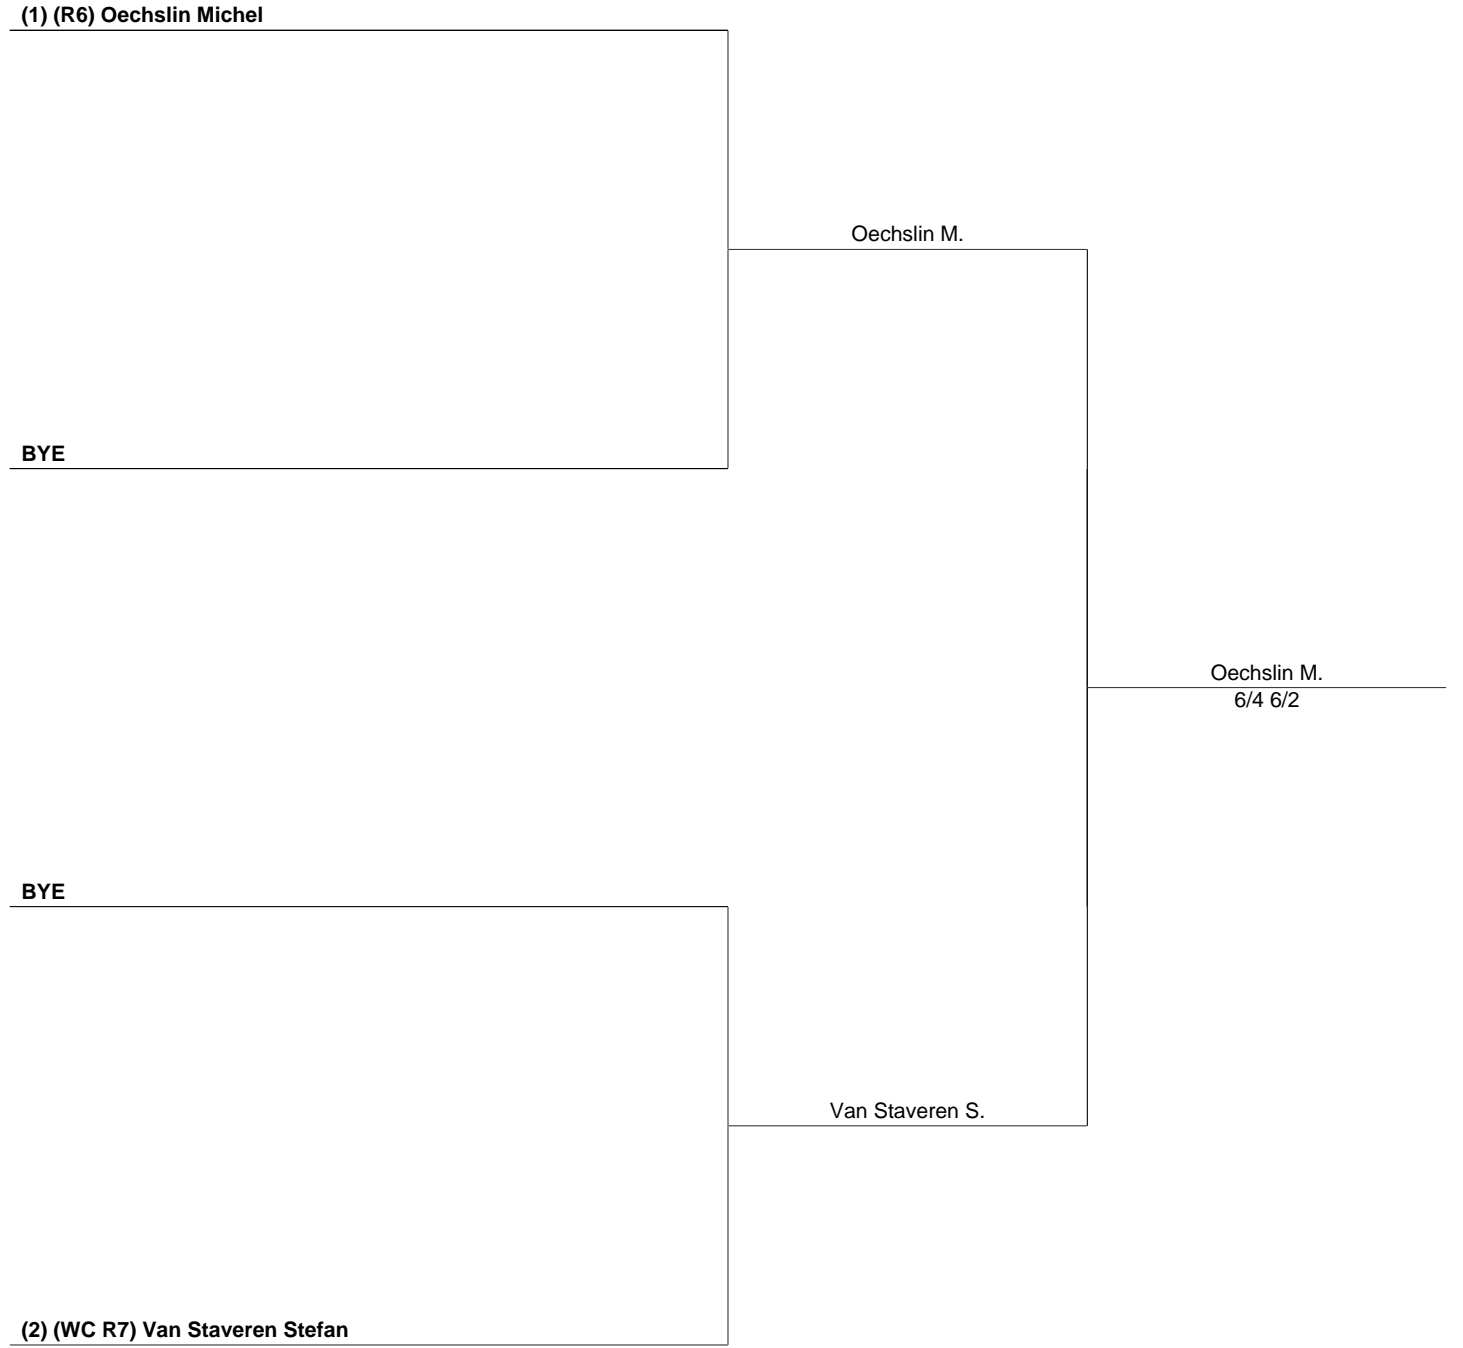 (1) (R6) Oechslin Michel
Oechslin M.
BYE
Oechslin M.
6/4 6/2
BYE
Van Staveren S.
(2) (WC R7) Van Staveren Stefan